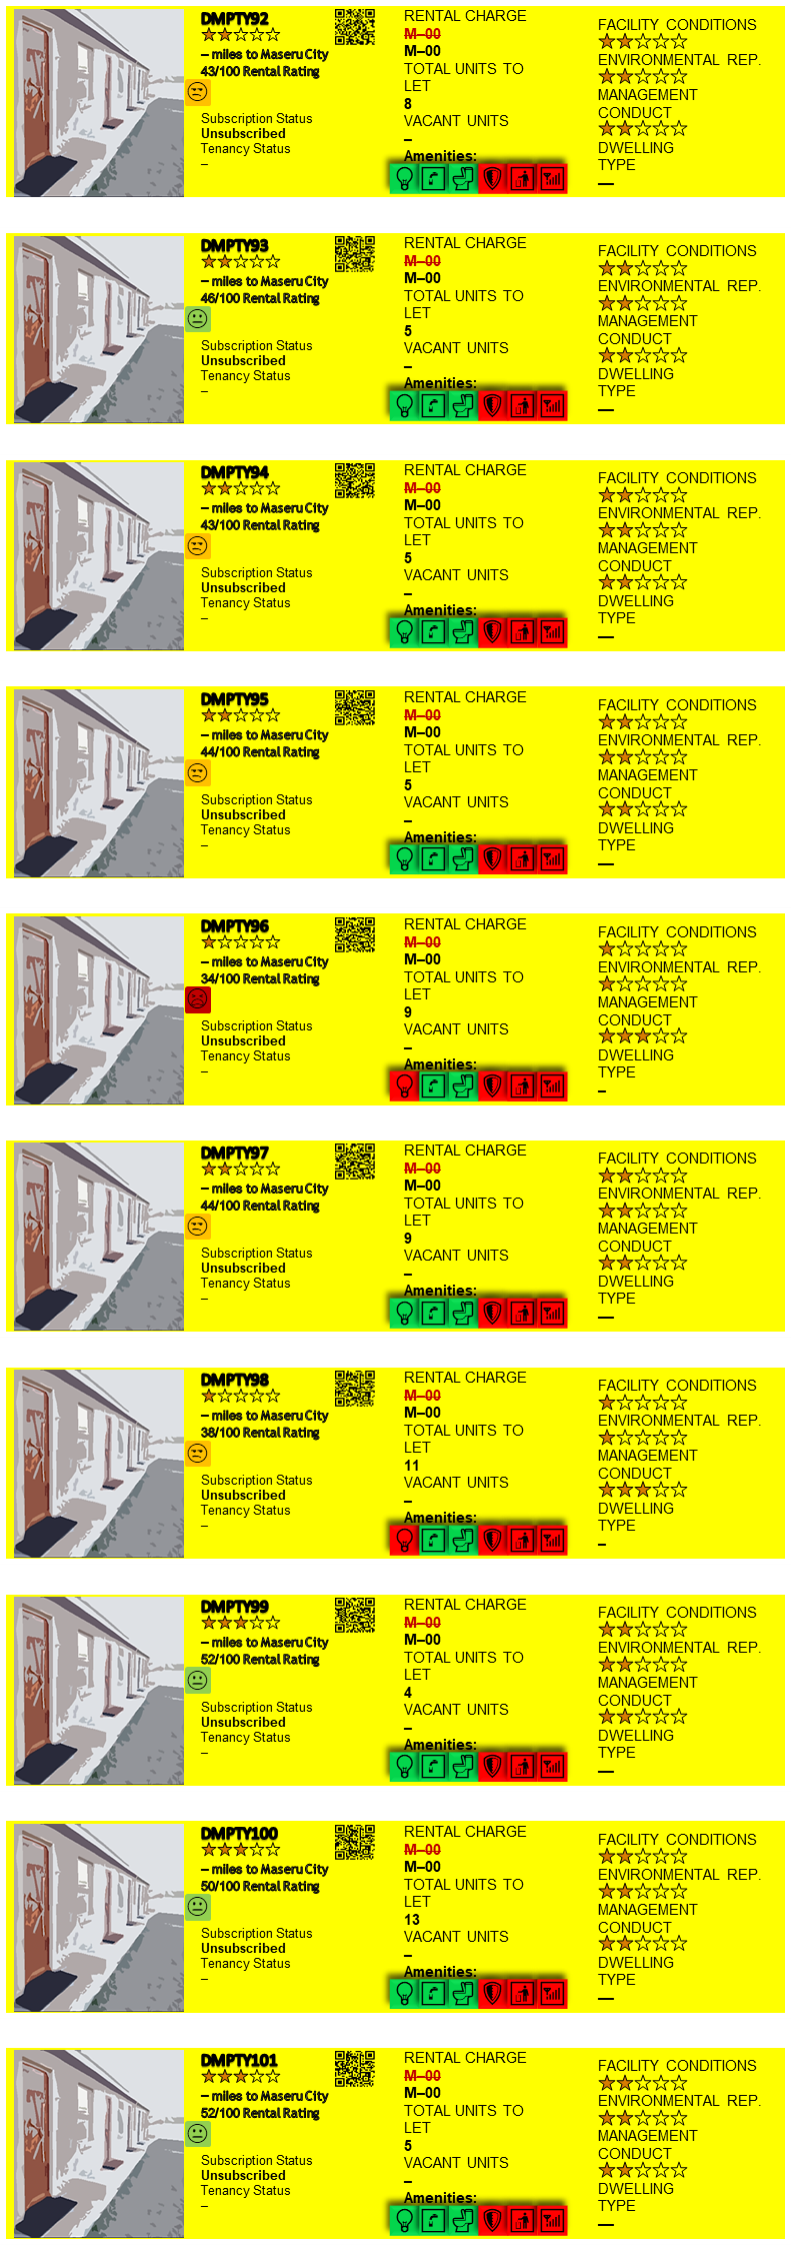 DMPTY92
– miles to Maseru City
43/100 Rental Rating
Subscription Status
Unsubscribed
Tenancy Status
–
RENTAL CHARGE
M–00
M–00
TOTAL UNITS TO
LET
8
VACANT UNITS
–
Amenities:
FACILITY CONDITIONS
ENVIRONMENTAL REP.
MANAGEMENT
CONDUCT
DWELLING
TYPE
—
DMPTY93
– miles to Maseru City
46/100 Rental Rating
Subscription Status
Unsubscribed
Tenancy Status
–
RENTAL CHARGE
M–00
M–00
TOTAL UNITS TO
LET
5
VACANT UNITS
–
Amenities:
FACILITY CONDITIONS
ENVIRONMENTAL REP.
MANAGEMENT
CONDUCT
DWELLING
TYPE
—
DMPTY94
– miles to Maseru City
43/100 Rental Rating
Subscription Status
Unsubscribed
Tenancy Status
–
RENTAL CHARGE
M–00
M–00
TOTAL UNITS TO
LET
5
VACANT UNITS
–
Amenities:
FACILITY CONDITIONS
ENVIRONMENTAL REP.
MANAGEMENT
CONDUCT
DWELLING
TYPE
—
DMPTY95
– miles to Maseru City
44/100 Rental Rating
Subscription Status
Unsubscribed
Tenancy Status
–
RENTAL CHARGE
M–00
M–00
TOTAL UNITS TO
LET
5
VACANT UNITS
–
Amenities:
FACILITY CONDITIONS
ENVIRONMENTAL REP.
MANAGEMENT
CONDUCT
DWELLING
TYPE
—
DMPTY96
– miles to Maseru City
34/100 Rental Rating
Subscription Status
Unsubscribed
Tenancy Status
–
RENTAL CHARGE
M–00
M–00
TOTAL UNITS TO
LET
9
VACANT UNITS
–
Amenities:
FACILITY CONDITIONS
ENVIRONMENTAL REP.
MANAGEMENT
CONDUCT
DWELLING
TYPE
–
DMPTY97
– miles to Maseru City
44/100 Rental Rating
Subscription Status
Unsubscribed
Tenancy Status
–
RENTAL CHARGE
M–00
M–00
TOTAL UNITS TO
LET
9
VACANT UNITS
–
Amenities:
FACILITY CONDITIONS
ENVIRONMENTAL REP.
MANAGEMENT
CONDUCT
DWELLING
TYPE
—
DMPTY98
– miles to Maseru City
38/100 Rental Rating
Subscription Status
Unsubscribed
Tenancy Status
–
RENTAL CHARGE
M–00
M–00
TOTAL UNITS TO
LET
11
VACANT UNITS
–
Amenities:
FACILITY CONDITIONS
ENVIRONMENTAL REP.
MANAGEMENT
CONDUCT
DWELLING
TYPE
–
DMPTY99
– miles to Maseru City
52/100 Rental Rating
Subscription Status
Unsubscribed
Tenancy Status
–
RENTAL CHARGE
M–00
M–00
TOTAL UNITS TO
LET
4
VACANT UNITS
–
Amenities:
FACILITY CONDITIONS
ENVIRONMENTAL REP.
MANAGEMENT
CONDUCT
DWELLING
TYPE
—
DMPTY100
– miles to Maseru City
50/100 Rental Rating
Subscription Status
Unsubscribed
Tenancy Status
–
RENTAL CHARGE
M–00
M–00
TOTAL UNITS TO
LET
13
VACANT UNITS
–
Amenities:
FACILITY CONDITIONS
ENVIRONMENTAL REP.
MANAGEMENT
CONDUCT
DWELLING
TYPE
—
DMPTY101
– miles to Maseru City
52/100 Rental Rating
Subscription Status
Unsubscribed
Tenancy Status
–
RENTAL CHARGE
M–00
M–00
TOTAL UNITS TO
LET
5
VACANT UNITS
–
Amenities:
FACILITY CONDITIONS
ENVIRONMENTAL REP.
MANAGEMENT
CONDUCT
DWELLING
TYPE
—